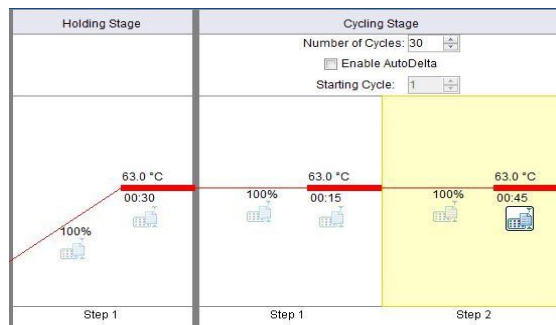 Holding Stage
Cycling Stage
Number of Cycles: 30
Enable AutoDelta
Starting Cycle: 1
63.0 °C
63.0 °C
63.0 °C
100%
00:30
100%
00:15
100%
00:45
Step 1
Step 1
Step 2